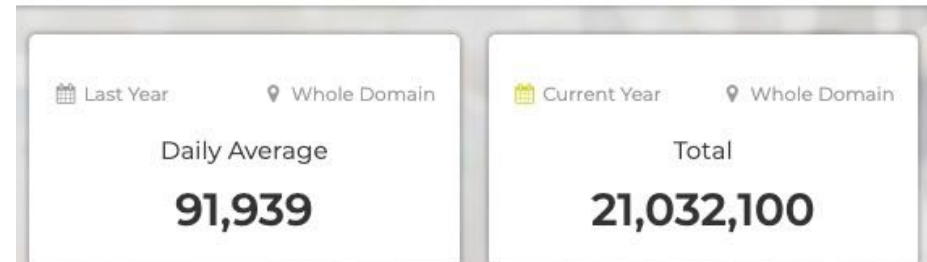 Last Year
Whole Domain
Daily Average
91,939
Current Year
Whole Domain
Total
21,032,100